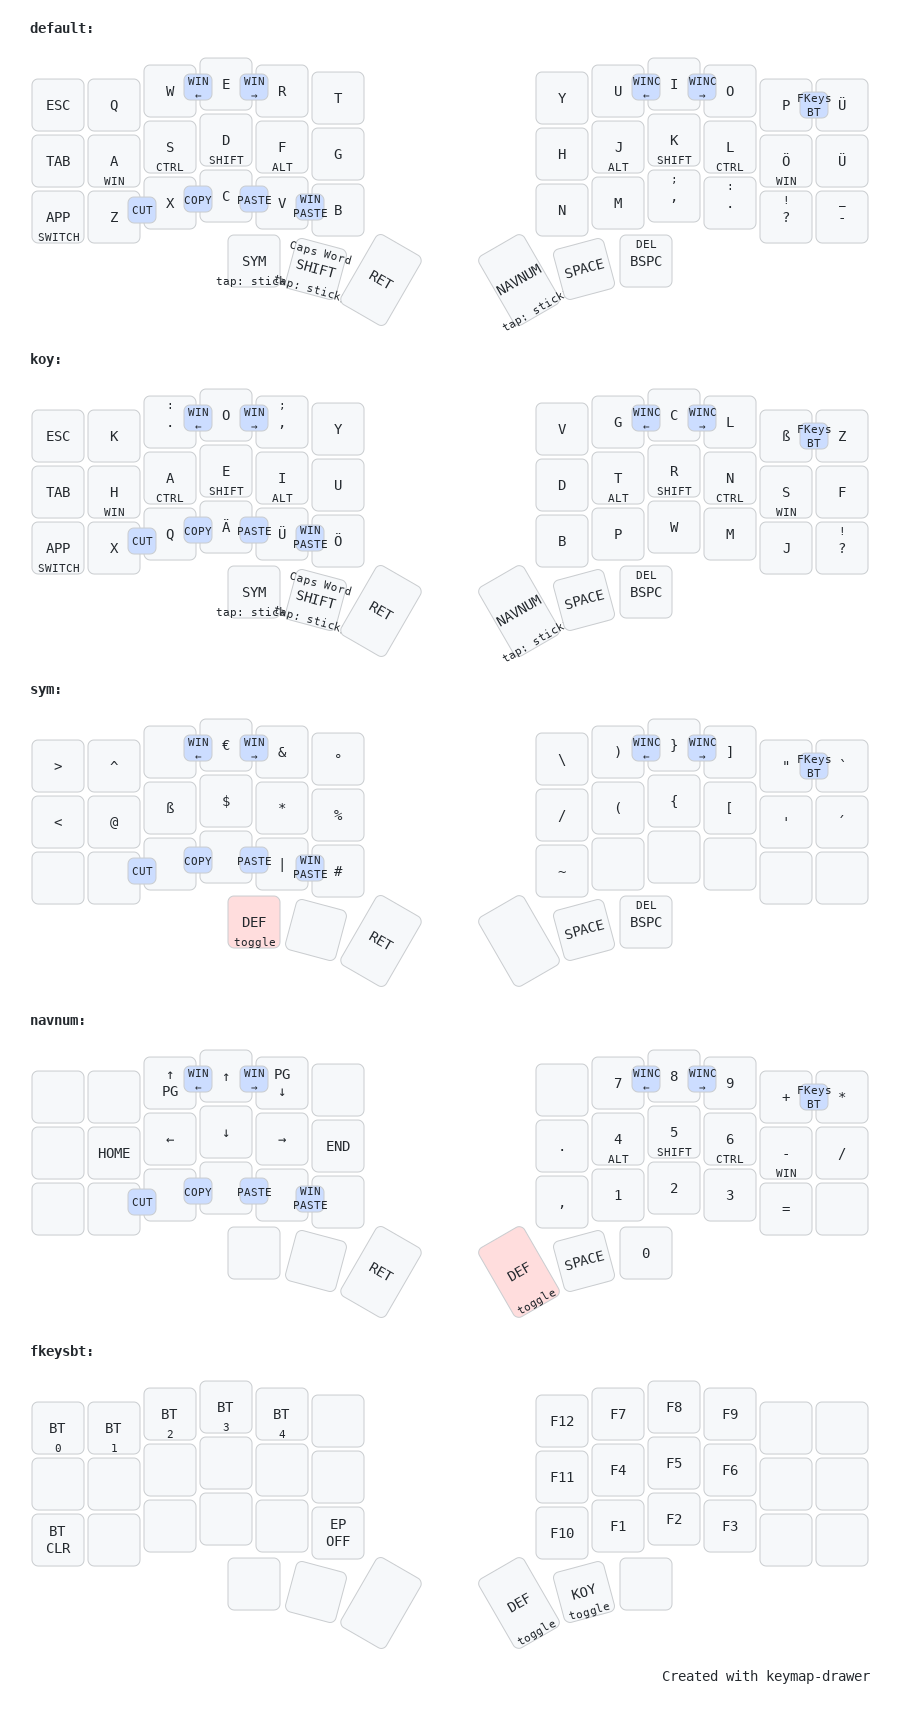 default:
ESC Q W WIN ← E WIN → R T Y U WINC ← I WINC → O P FKeys BT Ü
TAB A WIN S CTRL D SHIFT F ALT G H J ALT K SHIFT L CTRL Ö WIN Ü
APP SWITCH Z CUT X COPY C PASTE V WIN PASTE B N M ; , : . ! ? _ -
SYM tap: stick Caps Word SHIFT tap: stick RET NAVNUM tap: stick SPACE DEL BSPC
koy:
ESC K : . WIN ← O WIN → ; , Y V G WINC ← C WINC → L ß FKeys BT Z
TAB H WIN A CTRL E SHIFT I ALT U D T ALT R SHIFT N CTRL S WIN F
APP SWITCH X CUT Q COPY Ä PASTE Ü WIN PASTE Ö B P W M J ! ?
SYM tap: stick Caps Word SHIFT tap: stick RET NAVNUM tap: stick SPACE DEL BSPC
sym:
> ^ WIN ← € WIN → & ° \ ) WINC ← } WINC → ] " FKeys BT `
< @ ß $ * % / ( { [ ' ´
CUT COPY PASTE | WIN PASTE # ~
DEF toggle RET SPACE DEL BSPC
navnum:
↑ PG WIN ← ↑ WIN → PG ↓ 7 WINC ← 8 WINC → 9 + FKeys BT *
HOME ← ↓ → END . 4 ALT 5 SHIFT 6 CTRL - WIN /
CUT COPY PASTE WIN PASTE , 1 2 3 =
RET DEF toggle SPACE 0
fkeysbt:
BT 0 BT 1 BT 2 BT 3 BT 4 F12 F7 F8 F9
F11 F4 F5 F6
BT CLR EP OFF F10 F1 F2 F3
DEF toggle KOY toggle
Created with keymap-drawer